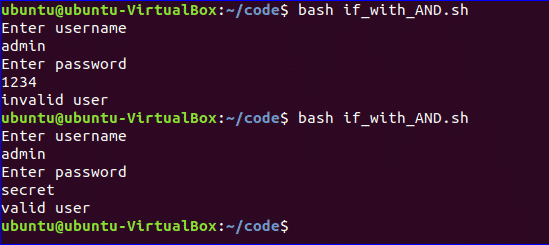 ubuntu@ubuntu-VirtualBox:~/code$ bash if_with_AND.sh
Enter username
admin
Enter password
1234
invalid user
ubuntu@ubuntu-VirtualBox:~/code$ bash if_with_AND.sh
Enter username
admin
Enter password
secret
valid user
ubuntu@ubuntu-VirtualBox:~/code$